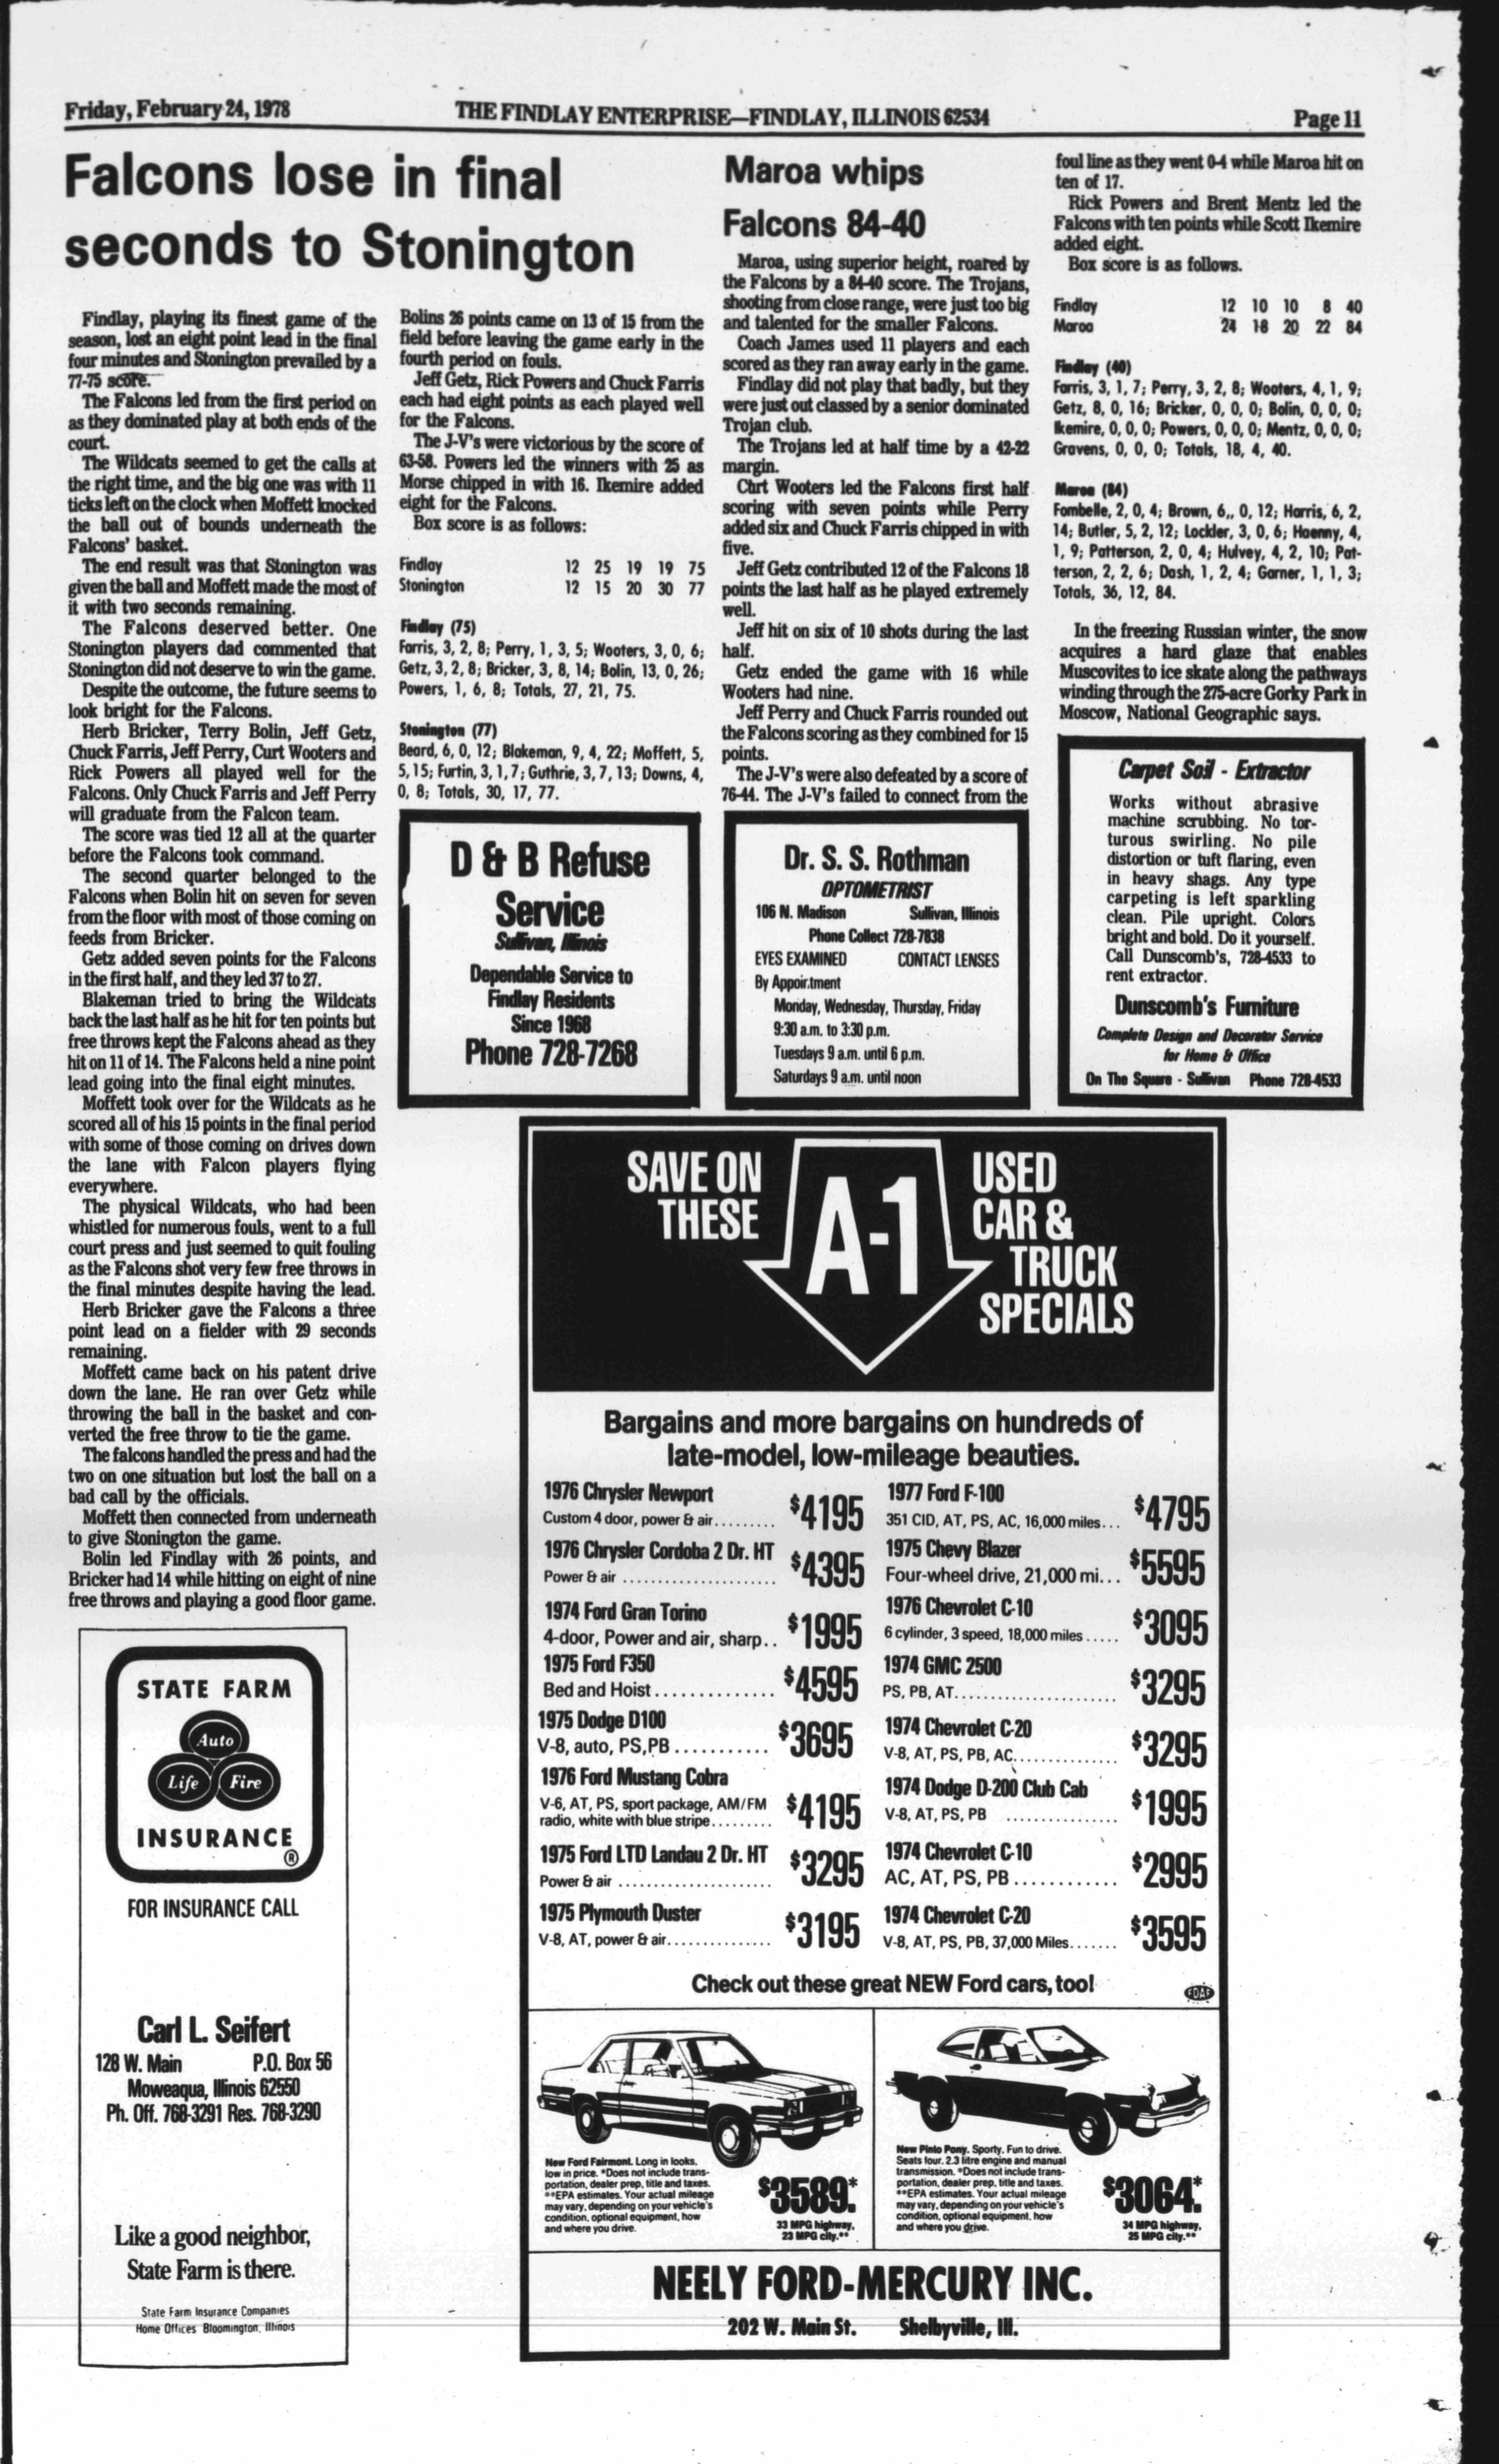 Friday, February 24, 1978
THE FINDLAY ENTERPRISE—FINDLAY, ILLINOIS 62534
Page 11
Falcons lose in final
seconds to Stonington
Findlay, playing its finest game of the
season, lost an eight point lead in the final
four minutes and Stonington prevailed by a
77-75 score.
The Falcons led from the first period on
as they dominated play at both ends of the
court.
The Wildcats seemed to get the calls at
the right time, and the big one was with 11
ticks left on the clock when Moffett knocked
the ball out of bounds underneath the
Falcons' basket.
The end result was that Stonington was
given the ball and Moffett made the most of
it with two seconds remaining.
The Falcons deserved better. One
Stonington players dad commented that
Stonington did not deserve to win the game.
Despite the outcome, the future seems to
look bright for the Falcons.
Herb Bricker, Terry Bolin, Jeff Getz,
Chuck Farris, Jeff Perry, Curt Wooters and
Rick Powers all played well for the
Falcons. Only Chuck Farris and Jeff Perry
will graduate from the Falcon team.
The score was tied 12 all at the quarter
before the Falcons took command.
The second quarter belonged to the
Falcons when Bolin hit on seven for seven
from the floor with most of those coming on
feeds from Bricker.
Getz added seven points for the Falcons
in the first half, and they led 37 to 27.
Blakeman tried to bring the Wildcats
back the last half as he hit for ten points but
free throws kept the Falcons ahead as they
hit on 11 of 14. The Falcons held a nine point
lead going into the final eight minutes.
Moffett took over for the Wildcats as he
scored all of his 15 points in the final period
with some of those coming on drives down
the lane with Falcon players flying
everywhere.
The physical Wildcats, who had been
whistled for numerous fouls, went to a full
court press and just seemed to quit fouling
as the Falcons shot very few free throws in
the final minutes despite having the lead.
Herb Bricker gave the Falcons a three
point lead on a fielder with 29 seconds
remaining.
Moffett came back on his patent drive
down the lane. He ran over Getz while
throwing the ball in the basket and con-
verted the free throw to tie the game.
The falcons handled the press and had the
two on one situation but lost the ball on a
bad call by the officials.
Moffett then connected from underneath
to give Stonington the game.
Bolin led Findlay with 26 points, and
Bricker had 14 while hitting on eight of nine
free throws and playing a good floor game.
Bolins 26 points came on 13 of 15 from the
field before leaving the game early in the
fourth period on fouls.
Jeff Getz, Rick Powers and Chuck Farris
each had eight points as each played well
for the Falcons.
The J-V's were victorious by the score of
63-58. Powers led the winners with 25 as
Morse chipped in with 16. Ikemire added
eight for the Falcons.
Box score is as follows:
Findlay 12 25 19 19 75
Stonington 12 15 20 30 77
Findlay (75)
Farris, 3, 2, 8; Perry, 1, 3, 5; Wooters, 3, 0, 6;
Getz, 3, 2, 8; Bricker, 3, 8, 14; Bolin, 13, 0, 26;
Powers, 1, 6, 8; Totals, 27, 21, 75.
Stonington (77)
Beard, 6, 0, 12; Blakeman, 9, 4, 22; Moffett, 5,
5, 15; Furtin, 3, 1, 7; Guthrie, 3, 7, 13; Downs, 4,
0, 8; Totals, 30, 17, 77.
Maroa whips
Falcons 84-40
Maroa, using superior height, roared by
the Falcons by a 84-40 score. The Trojans,
shooting from close range, were just too big
and talented for the smaller Falcons.
Coach James used 11 players and each
scored as they ran away early in the game.
Findlay did not play that badly, but they
were just out classed by a senior dominated
Trojan club.
The Trojans led at half time by a 42-22
margin.
Curt Wooters led the Falcons first half
scoring with seven points while Perry
added six and Chuck Farris chipped in with
five.
Jeff Getz contributed 12 of the Falcons 18
points the last half as he played extremely
well.
Jeff hit on six of 10 shots during the last
half.
Getz ended the game with 16 while
Wooters had nine.
Jeff Perry and Chuck Farris rounded out
the Falcons scoring as they combined for 15
points.
The J-V's were also defeated by a score of
76-44. The J-V's failed to connect from the
foul line as they went 0-4 while Maroa hit on
ten of 17.
Rick Powers and Brent Mentz led the
Falcons with ten points while Scott Ikemire
added eight.
Box score is as follows.
Findlay 12 10 10 8 40
Maroa 24 18 20 22 84
Findlay (40)
Farris, 3, 1, 7; Perry, 3, 2, 8; Wooters, 4, 1, 9;
Getz, 8, 0, 16; Bricker, 0, 0, 0; Bolin, 0, 0, 0;
Ikemire, 0, 0, 0; Powers, 0, 0, 0; Mentz, 0, 0, 0;
Gravens, 0, 0, 0; Totals, 18, 4, 40.
Maroa (84)
Fombelle, 2, 0, 4; Brown, 6,, 0, 12; Harris, 6, 2,
14; Butler, 5, 2, 12; Lockler, 3, 0, 6; Hoenny, 4,
1, 9; Patterson, 2, 0, 4; Hulvey, 4, 2, 10; Pat-
terson, 2, 2, 6; Dash, 1, 2, 4; Garner, 1, 1, 3;
Totals, 36, 12, 84.
In the freezing Russian winter, the snow
acquires a hard glaze that enables
Muscovites to ice skate along the pathways
winding through the 275-acre Gorky Park in
Moscow, National Geographic says.
D & B Refuse
Service
Sullivan, Illinois
Dependable Service to
Findlay Residents
Since 1968
Phone 728-7268
Dr. S. S. Rothman
OPTOMETRIST
106 N. Madison Sullivan, Illinois
Phone Collect 728-7838
EYES EXAMINED CONTACT LENSES
By Appointment
Monday, Wednesday, Thursday, Friday
9:30 a.m. to 3:30 p.m.
Tuesdays 9 a.m. until 6 p.m.
Saturdays 9 a.m. until noon
Carpet Soil - Extractor
Works without abrasive
machine scrubbing. No tor-
turous swirling. No pile
distortion or tuft flaring, even
in heavy shags. Any type
carpeting is left sparkling
clean. Pile upright. Colors
bright and bold. Do it yourself.
Call Dunscomb's, 728-4533 to
rent extractor.
Dunscomb's Furniture
Complete Design and Decorator Service
for Home & Office
On The Square - Sullivan Phone 728-4533
STATE FARM
Auto
Life Fire
INSURANCE
®
FOR INSURANCE CALL
Carl L. Seifert
128 W. Main P.O. Box 56
Moweaqua, Illinois 62550
Ph. Off. 768-3291 Res. 768-3290
Like a good neighbor,
State Farm is there.
State Farm Insurance Companies
Home Offices Bloomington, Illinois
SAVE ON
THESE
A-1
USED
CAR &
TRUCK
SPECIALS
Bargains and more bargains on hundreds of
late-model, low-mileage beauties.
1976 Chrysler Newport
Custom 4 door, power & air......... $4195
1976 Chrysler Cordoba 2 Dr. HT
Power & air ...................... $4395
1974 Ford Gran Torino
4-door, Power and air, sharp.. $1995
1975 Ford F350
Bed and Hoist.............. $4595
1975 Dodge D100
V-8, auto, PS,PB ........... $3695
1976 Ford Mustang Cobra
V-6, AT, PS, sport package, AM/FM
radio, white with blue stripe......... $4195
1975 Ford LTD Landau 2 Dr. HT
Power & air ...................... $3295
1975 Plymouth Duster
V-8, AT, power & air............... $3195
1977 Ford F-100
351 CID, AT, PS, AC, 16,000 miles... $4795
1975 Chevy Blazer
Four-wheel drive, 21,000 mi... $5595
1976 Chevrolet C-10
6 cylinder, 3 speed, 18,000 miles ..... $3095
1974 GMC 2500
PS, PB, AT....................... $3295
1974 Chevrolet C-20
V-8, AT, PS, PB, AC............... $3295
1974 Dodge D-200 Club Cab
V-8, AT, PS, PB ................ $1995
1974 Chevrolet C-10
AC, AT, PS, PB ............ $2995
1974 Chevrolet C-20
V-8, AT, PS, PB, 37,000 Miles....... $3595
Check out these great NEW Ford cars, too!
FDAF
New Ford Fairmont. Long in looks,
low in price. *Does not include trans-
portation, dealer prep, title and taxes.
**EPA estimates. Your actual mileage
may vary, depending on your vehicle's
condition, optional equipment, how
and where you drive.
$3589.*
33 MPG highway,
23 MPG city.**
New Pinto Pony. Sporty. Fun to drive.
Seats four. 2.3 litre engine and manual
transmission. *Does not include trans-
portation, dealer prep, title and taxes.
**EPA estimates. Your actual mileage
may vary, depending on your vehicle's
condition, optional equipment, how
and where you drive.
$3064.*
34 MPG highway,
25 MPG city.**
NEELY FORD-MERCURY INC.
202 W. Main St. Shelbyville, Ill.